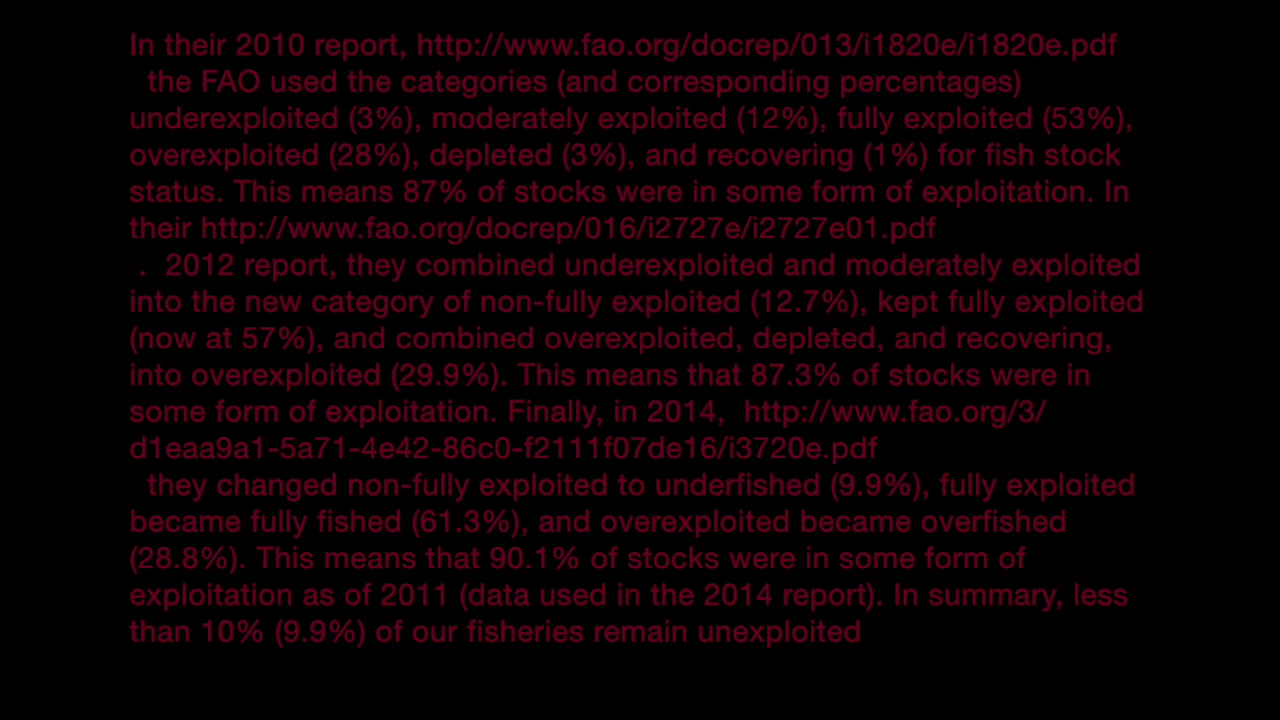 In their 2010 report, http://www.fao.org/docrep/013/i1820e/i1820e.pdf
the FAO used the categories (and corresponding percentages)
underexploited (3%), moderately exploited (12%), fully exploited (53%),
overexploited (28%), depleted (3%), and recovering (1%) for fish stock
status. This means 87% of stocks were in some form of exploitation. In
their http://www.fao.org/docrep/016/i2727e/i2727e01.pdf
. 2012 report, they combined underexploited and moderately exploited
into the new category of non-fully exploited (12.7%), kept fully exploited
(now at 57%), and combined overexploited, depleted, and recovering,
into overexploited (29.9%). This means that 87.3% of stocks were in
some form of exploitation. Finally, in 2014, http://www.fao.org/3/
d1eaa9a1-5a71-4e42-86c0-f2111f07de16/i3720e.pdf
they changed non-fully exploited to underfished (9.9%), fully exploited
became fully fished (61.3%), and overexploited became overfished
(28.8%). This means that 90.1% of stocks were in some form of
exploitation as of 2011 (data used in the 2014 report). In summary, less
than 10% (9.9%) of our fisheries remain unexploited